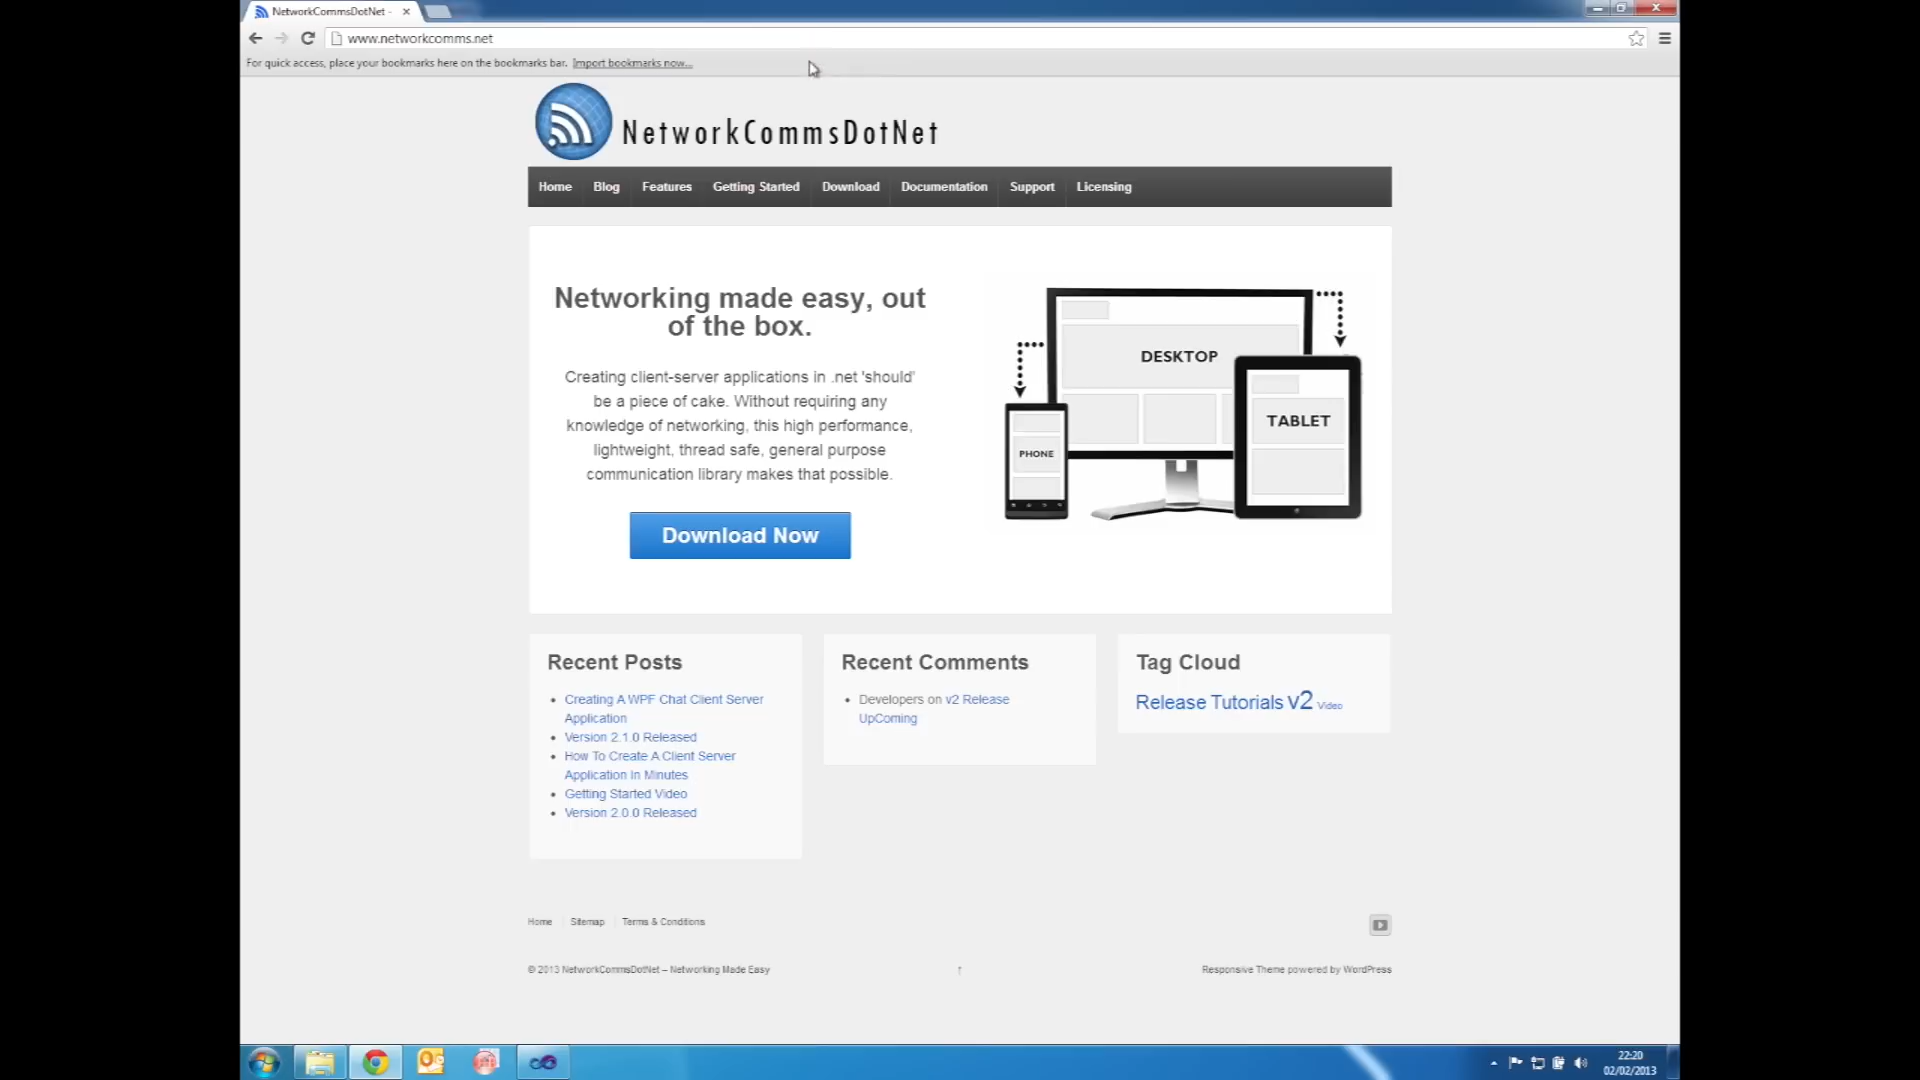 NetworkCommsDotNet -
www.networkcomms.net
For quick access, place your bookmarks here on the bookmarks bar. Import bookmarks now...
NetworkCommsDotNet
Home Blog Features Getting Started Download Documentation Support Licensing
Networking made easy, out
of the box.
Creating client-server applications in .net 'should'
be a piece of cake. Without requiring any
knowledge of networking, this high performance,
lightweight, thread safe, general purpose
communication library makes that possible.
Download Now
DESKTOP
TABLET
PHONE
Recent Posts
Creating A WPF Chat Client Server
Application
Version 2.1.0 Released
How To Create A Client Server
Application In Minutes
Getting Started Video
Version 2.0.0 Released
Recent Comments
Developers on v2 Release
UpComing
Tag Cloud
Release Tutorials v2 Video
Home Sitemap Terms & Conditions
© 2013 NetworkCommsDotNet – Networking Made Easy
↑
Responsive Theme powered by WordPress
22:20
02/02/2013